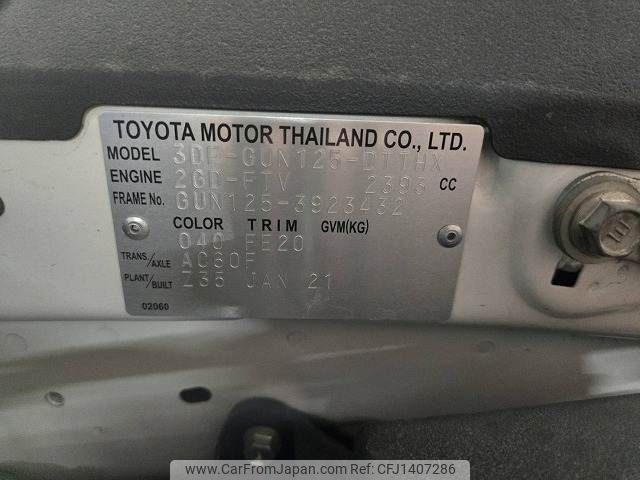 TOYOTA MOTOR THAILAND CO., LTD.
MODEL 3DF-GUN125-DTTHX
ENGINE 2GD-FTV 2393 CC
FRAME No. GUN125-3923432
COLOR TRIM GVM(KG)
040 FE20
TRANS./AXLE AC60F
PLANT/BUILT Z35 JAN 21
02060
www.CarFromJapan.com - CFJ1407286